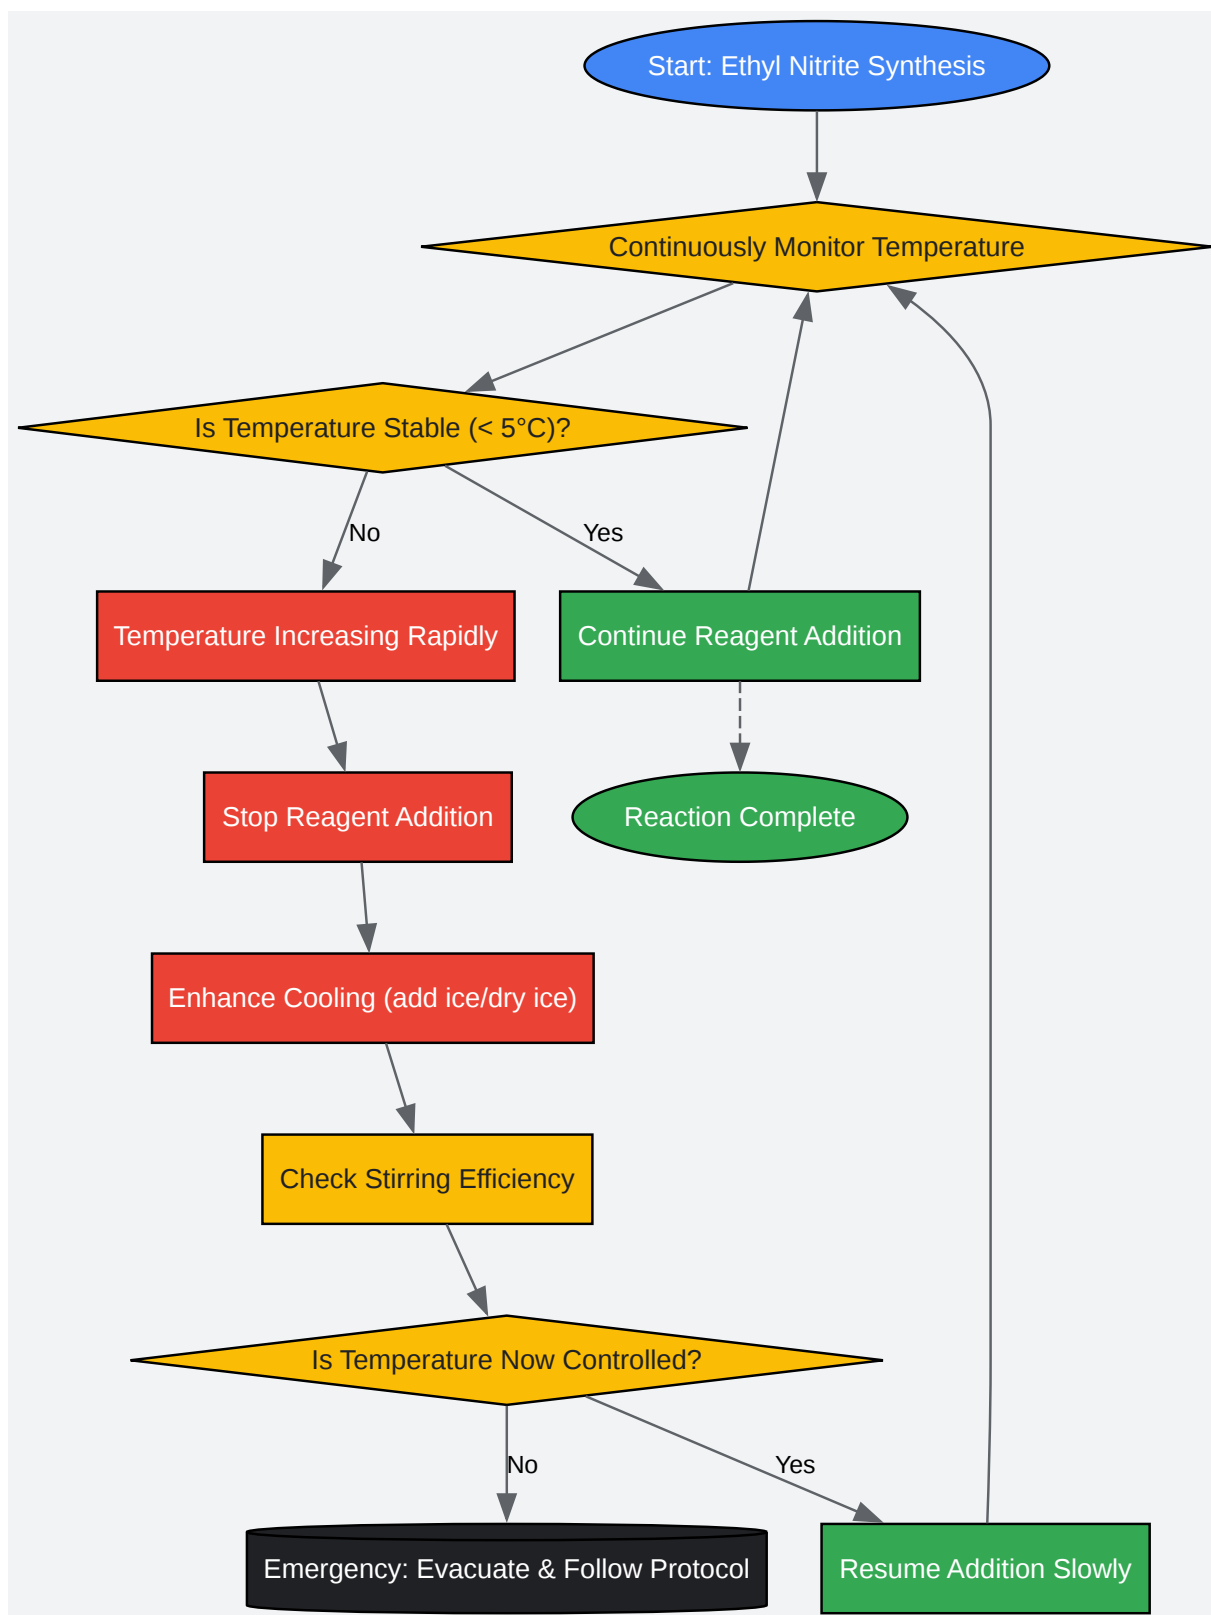 Start: Ethyl Nitrite Synthesis
Continuously Monitor Temperature
Is Temperature Stable (< 5°C)?
No
Yes
Temperature Increasing Rapidly
Continue Reagent Addition
Stop Reagent Addition
Reaction Complete
Enhance Cooling (add ice/dry ice)
Check Stirring Efficiency
Is Temperature Now Controlled?
No
Yes
Emergency: Evacuate & Follow Protocol
Resume Addition Slowly